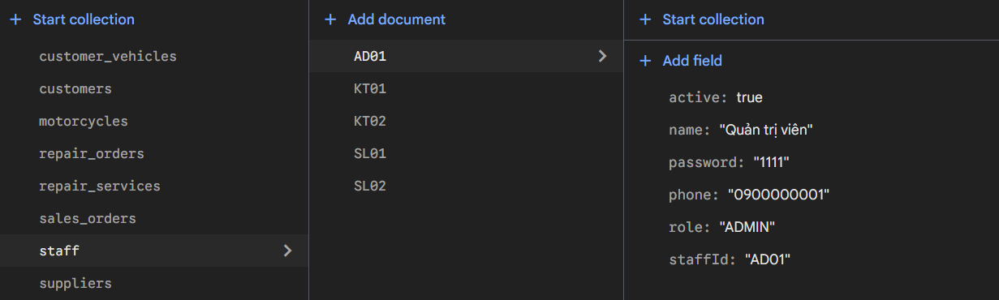 + Start collection
customer_vehicles
customers
motorcycles
repair_orders
repair_services
sales_orders
staff
suppliers
+ Add document
AD01
KT01
KT02
SL01
SL02
+ Start collection
+ Add field
active: true
name: "Quản trị viên"
password: "1111"
phone: "0900000001"
role: "ADMIN"
staffId: "AD01"